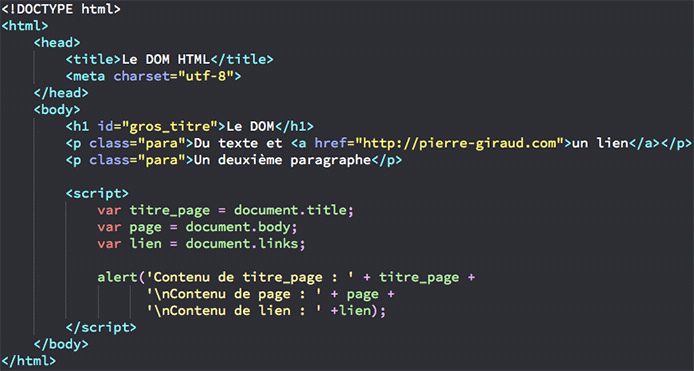 <!DOCTYPE html>
<html>
    <head>
        <title>Le DOM HTML</title>
        <meta charset="utf-8">
    </head>
    <body>
        <h1 id="gros_titre">Le DOM</h1>
        <p class="para">Du texte et <a href="http://pierre-giraud.com">un lien</a></p>
        <p class="para">Un deuxième paragraphe</p>

        <script>
            var titre_page = document.title;
            var page = document.body;
            var lien = document.links;

            alert('Contenu de titre_page : ' + titre_page +
                  '\nContenu de page : ' + page +
                  '\nContenu de lien : ' +lien);
        </script>
    </body>
</html>